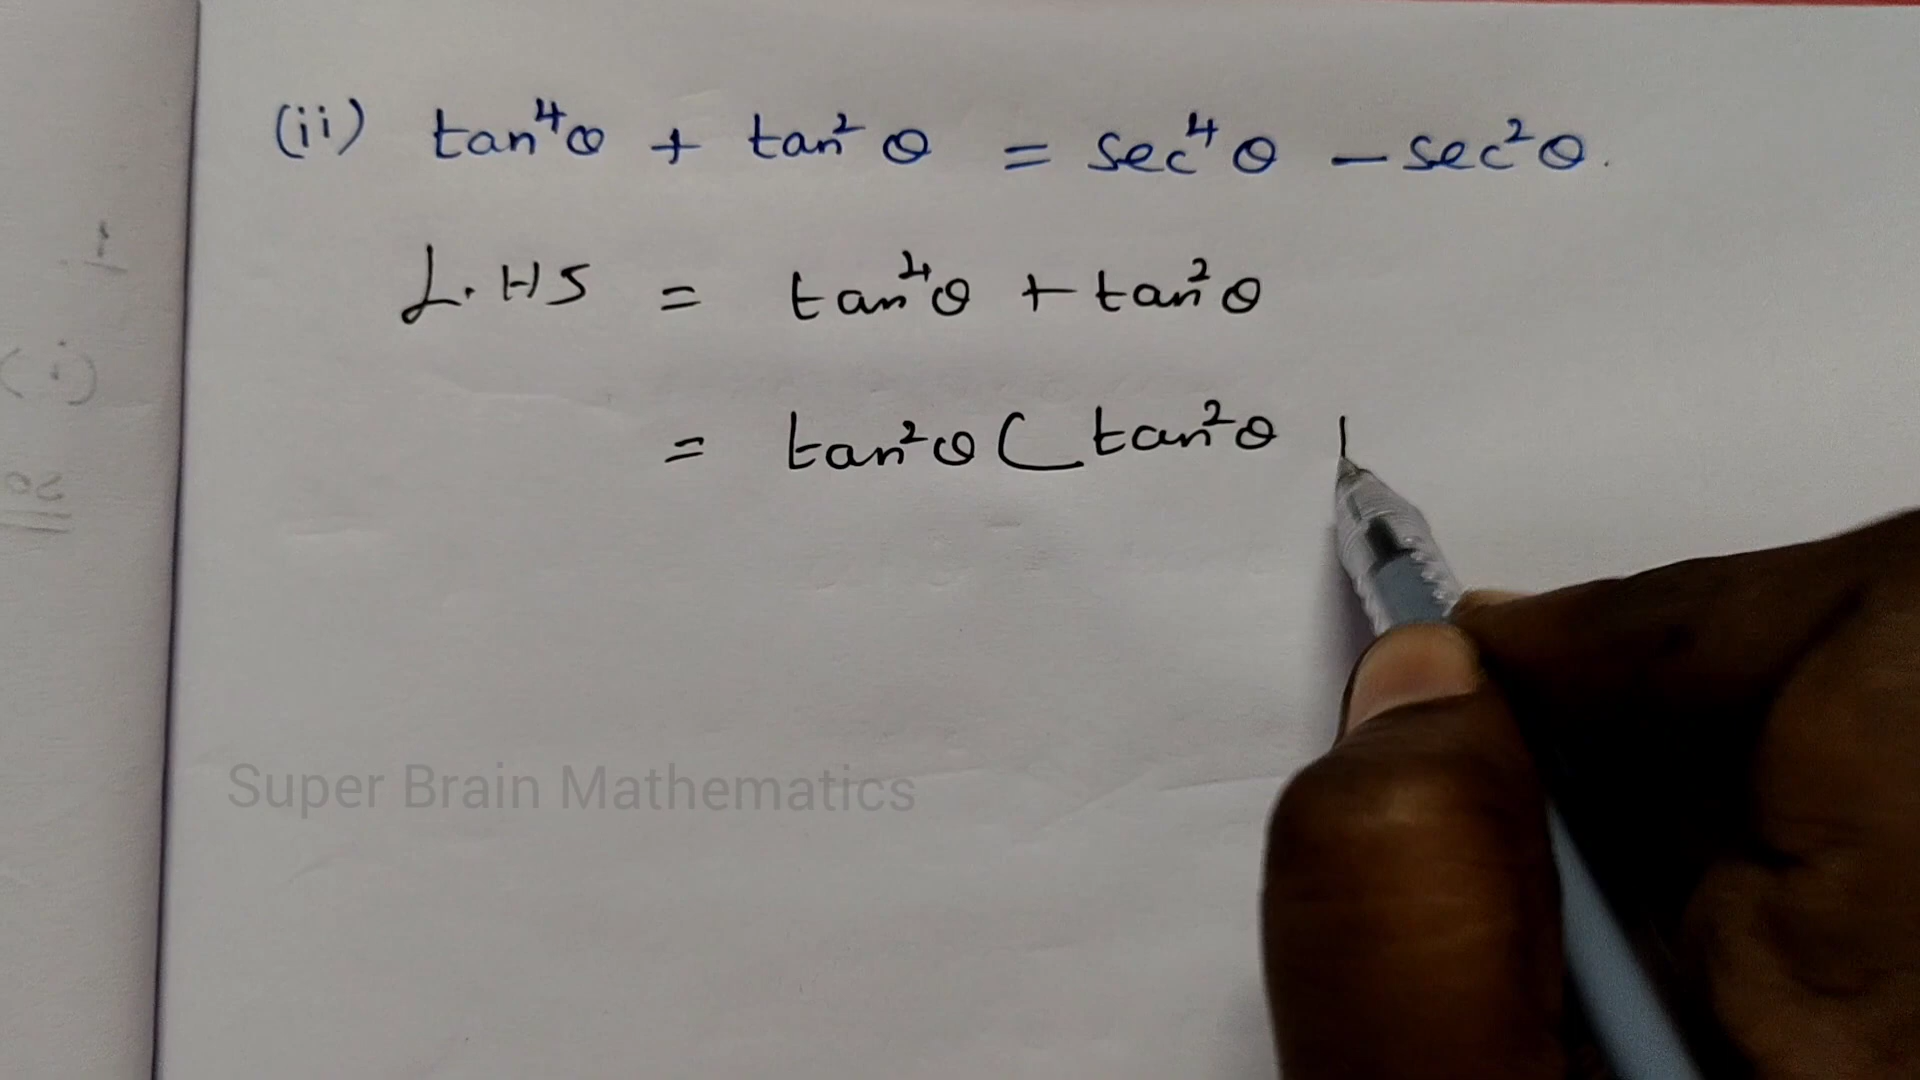 (ii) tan⁴θ + tan²θ = sec⁴θ − sec²θ.
L.HS = tan⁴θ + tan²θ
= tan²θ ( tan²θ
(i)
Super Brain Mathematics